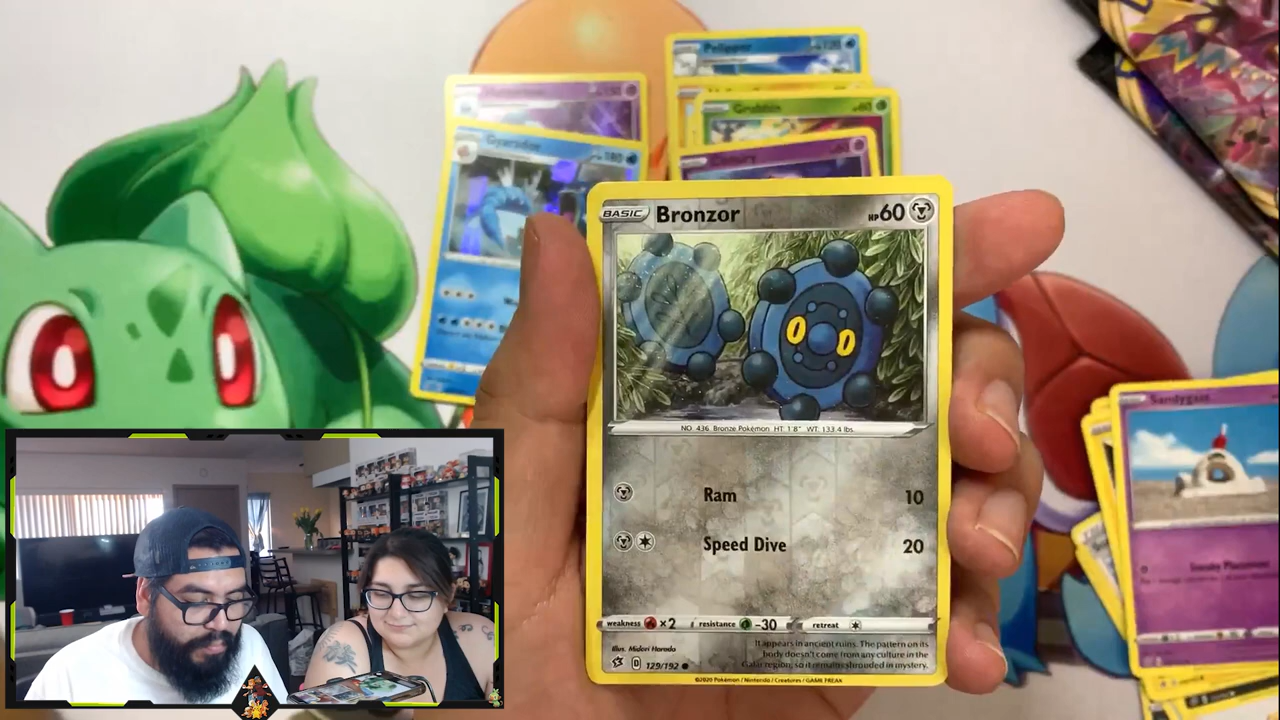 Pelipper
Grubbin
Gyarados
180
BASIC Bronzor HP 60
NO. 436 Bronze Pokémon HT: 1'8" WT: 133.4 lbs.
Ram 10
Speed Dive 20
weakness ×2 resistance -30 retreat
Illus. Midori Harada
D 129/192
It appears in ancient ruins. The pattern on its
body doesn't come from any culture in the
Galar region, so it remains shrouded in mystery.
©2020 Pokémon / Nintendo / Creatures / GAME FREAK
Sandygast